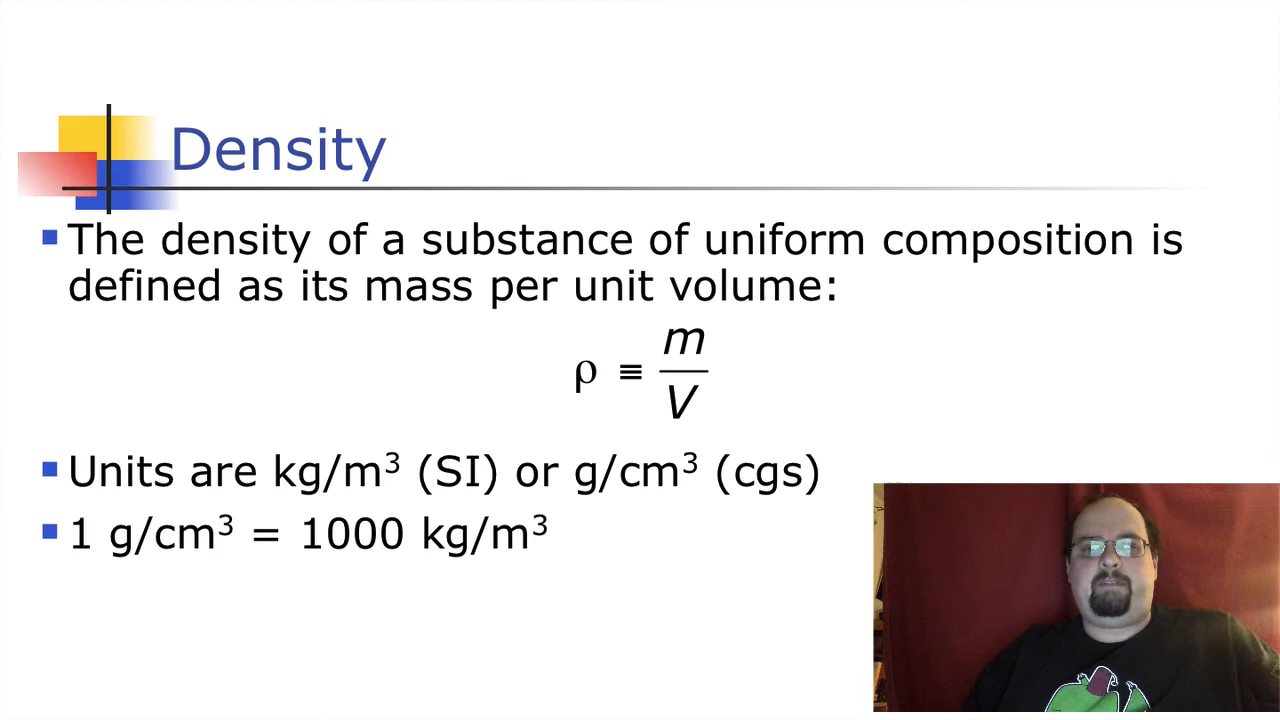 Density
The density of a substance of uniform composition is
defined as its mass per unit volume:
ρ ≡ m/V
Units are kg/m³ (SI) or g/cm³ (cgs)
1 g/cm³ = 1000 kg/m³